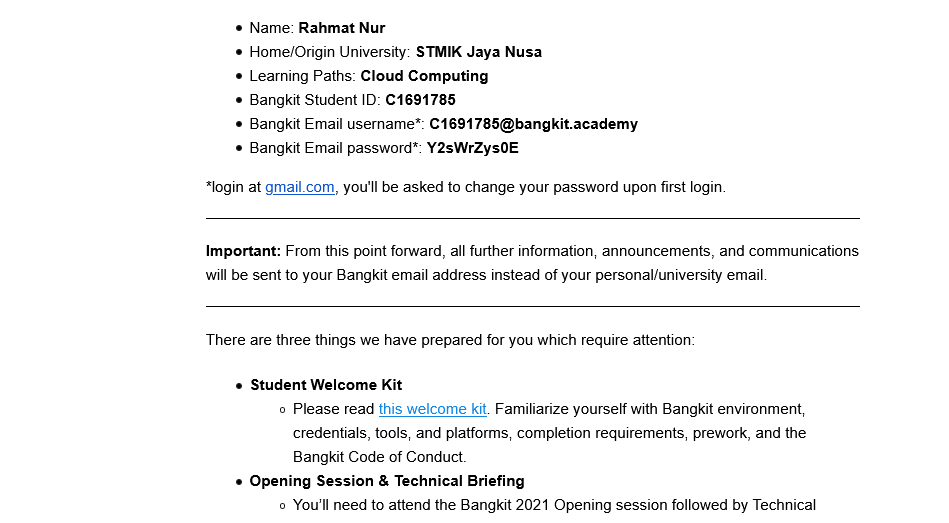 • Name: Rahmat Nur
• Home/Origin University: STMIK Jaya Nusa
• Learning Paths: Cloud Computing
• Bangkit Student ID: C1691785
• Bangkit Email username*: C1691785@bangkit.academy
• Bangkit Email password*: Y2sWrZys0E
*login at gmail.com, you'll be asked to change your password upon first login.
Important: From this point forward, all further information, announcements, and communications
will be sent to your Bangkit email address instead of your personal/university email.
There are three things we have prepared for you which require attention:
• Student Welcome Kit
o Please read this welcome kit. Familiarize yourself with Bangkit environment,
credentials, tools, and platforms, completion requirements, prework, and the
Bangkit Code of Conduct.
• Opening Session & Technical Briefing
o You’ll need to attend the Bangkit 2021 Opening session followed by Technical